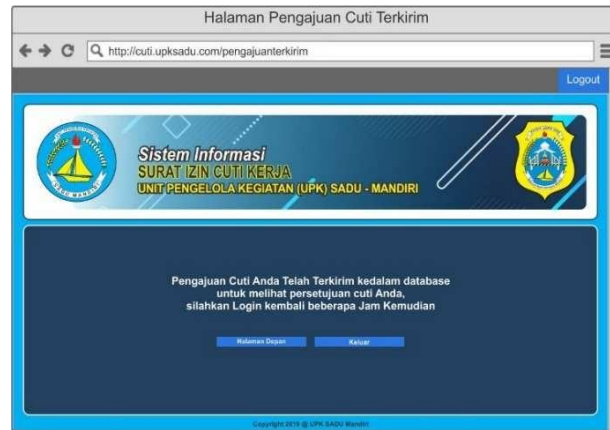 Halaman Pengajuan Cuti Terkirim
http://cuti.upksadu.com/pengajuanterkirim
Logout
Sistem Informasi
SURAT IZIN CUTI KERJA
UNIT PENGELOLA KEGIATAN (UPK) SADU - MANDIRI
Pengajuan Cuti Anda Telah Terkirim kedalam database
untuk melihat persetujuan cuti Anda,
silahkan Login kembali beberapa Jam Kemudian
Halaman Depan Keluar
Copyright 2019 @ UPK SADU Mandiri